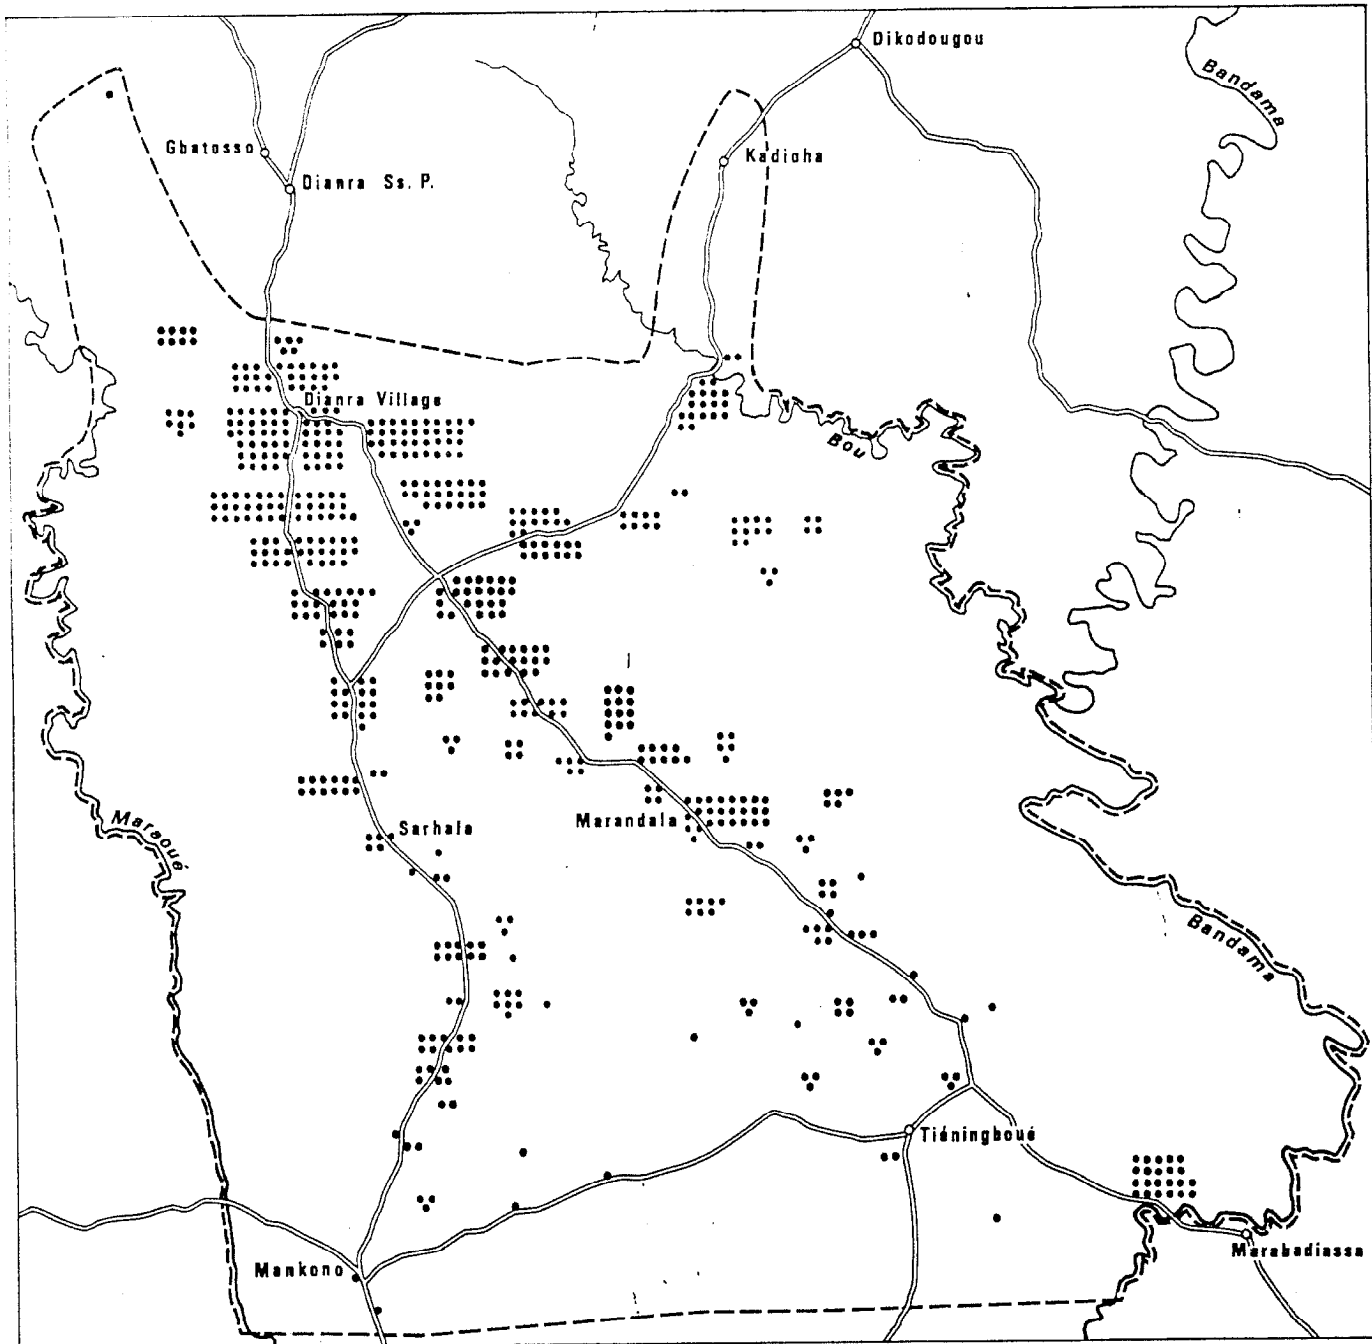 Dikodougou
Bandama
Gbatosso
Kadioha
Dianra Ss. P.
Dianra Village
Bou
Maraoué
Sarhala
Marandala
Bandama
Tiéningboué
Marabadiassa
Mankono